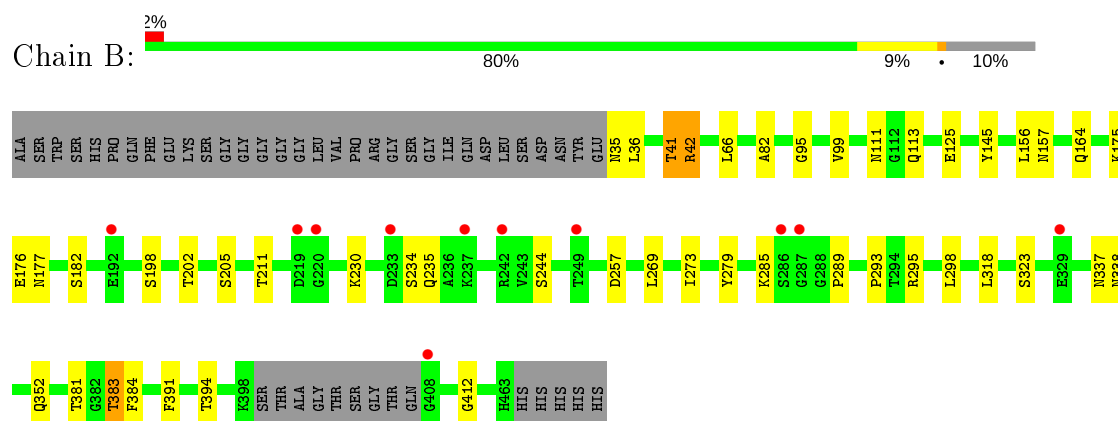 2%
Chain B:
80% 9% • 10%
ALA SER TRP SER HIS PRO GLN PHE GLU LYS SER GLY GLY GLY GLY GLY GLY LEU VAL PRO ARG GLY SER GLY ILE GLN ASP LEU SER ASP ASN TYR GLU N35 L36 T41 R42 L66 A82 G95 V99 N111 G112 Q113 E125 Y145 L156 N157 Q164 K175
E176 N177 S182 E192 S198 T202 S205 T211 D219 G220 K230 D233 S234 Q235 A236 K237 R242 V243 S244 T249 D257 L269 I273 Y279 K285 S286 G287 G288 P289 P293 T294 R295 L298 L318 S323 E329 N337
Q352 T381 G382 T383 F384 F391 T394 K398 SER THR ALA GLY THR SER GLY THR GLN G408 G412 H463 HIS HIS HIS HIS HIS